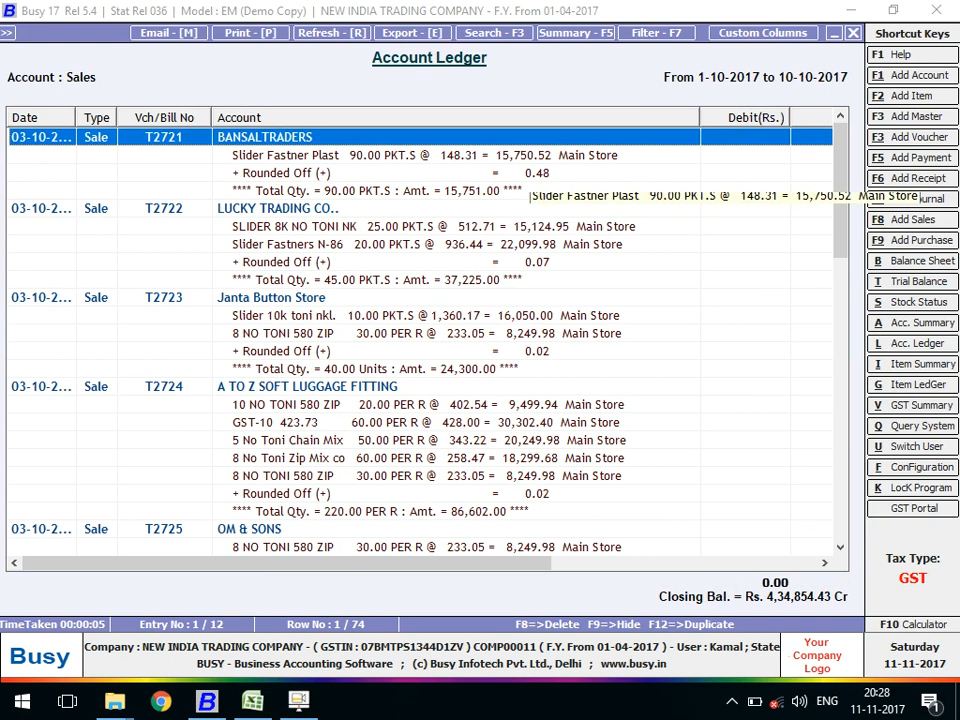 Busy 17 Rel 5.4 | Stat Rel 036 | Model : EM (Demo Copy) | NEW INDIA TRADING COMPANY - F.Y. From 01-04-2017
>> Email - [M] Print - [P] Refresh - [R] Export - [E] Search - F3 Summary - F5 Filter - F7 Custom Columns
Account Ledger
Account : Sales From 1-10-2017 to 10-10-2017
Date Type Vch/Bill No Account Debit(Rs.)
03-10-2... Sale T2721 BANSALTRADERS
Slider Fastner Plast 90.00 PKT.S @ 148.31 = 15,750.52 Main Store
+ Rounded Off (+) = 0.48
**** Total Qty. = 90.00 PKT.S : Amt. = 15,751.00 ****
Slider Fastner Plast 90.00 PKT.S @ 148.31 = 15,750.52 Main Store
03-10-2... Sale T2722 LUCKY TRADING CO..
SLIDER 8K NO TONI NK 25.00 PKT.S @ 512.71 = 15,124.95 Main Store
Slider Fastners N-86 20.00 PKT.S @ 936.44 = 22,099.98 Main Store
+ Rounded Off (+) = 0.07
**** Total Qty. = 45.00 PKT.S : Amt. = 37,225.00 ****
03-10-2... Sale T2723 Janta Button Store
Slider 10k toni nkl. 10.00 PKT.S @ 1,360.17 = 16,050.00 Main Store
8 NO TONI 580 ZIP 30.00 PER R @ 233.05 = 8,249.98 Main Store
+ Rounded Off (+) = 0.02
**** Total Qty. = 40.00 Units : Amt. = 24,300.00 ****
03-10-2... Sale T2724 A TO Z SOFT LUGGAGE FITTING
10 NO TONI 580 ZIP 20.00 PER R @ 402.54 = 9,499.94 Main Store
GST-10 423.73 60.00 PER R @ 428.00 = 30,302.40 Main Store
5 No Toni Chain Mix 50.00 PER R @ 343.22 = 20,249.98 Main Store
8 No Toni Zip Mix co 60.00 PER R @ 258.47 = 18,299.68 Main Store
8 NO TONI 580 ZIP 30.00 PER R @ 233.05 = 8,249.98 Main Store
+ Rounded Off (+) = 0.02
**** Total Qty. = 220.00 PER R : Amt. = 86,602.00 ****
03-10-2... Sale T2725 OM & SONS
8 NO TONI 580 ZIP 30.00 PER R @ 233.05 = 8,249.98 Main Store
0.00
Closing Bal. = Rs. 4,34,854.43 Cr
TimeTaken 00:00:05 Entry No : 1 / 12 Row No : 1 / 74 F8=>Delete F9=>Hide F12=>Duplicate
Shortcut Keys
F1 Help
F1 Add Account
F2 Add Item
F3 Add Master
F3 Add Voucher
F5 Add Payment
F6 Add Receipt
urnal
F8 Add Sales
F9 Add Purchase
B Balance Sheet
T Trial Balance
S Stock Status
A Acc. Summary
L Acc. Ledger
I Item Summary
G Item LedGer
V GST Summary
Q Query System
U Switch User
F Configuration
K LocK Program
GST Portal
Tax Type:
GST
F10 Calculator
Busy
Company : NEW INDIA TRADING COMPANY - ( GSTIN : 07BMTPS1344D1ZV ) COMP00011 ( F.Y. From 01-04-2017 ) - User : Kamal ; State
BUSY - Business Accounting Software ; (c) Busy Infotech Pvt. Ltd., Delhi ; www.busy.in
Your
Company
Logo
Saturday
11-11-2017
ENG
20:28
11-11-2017
1